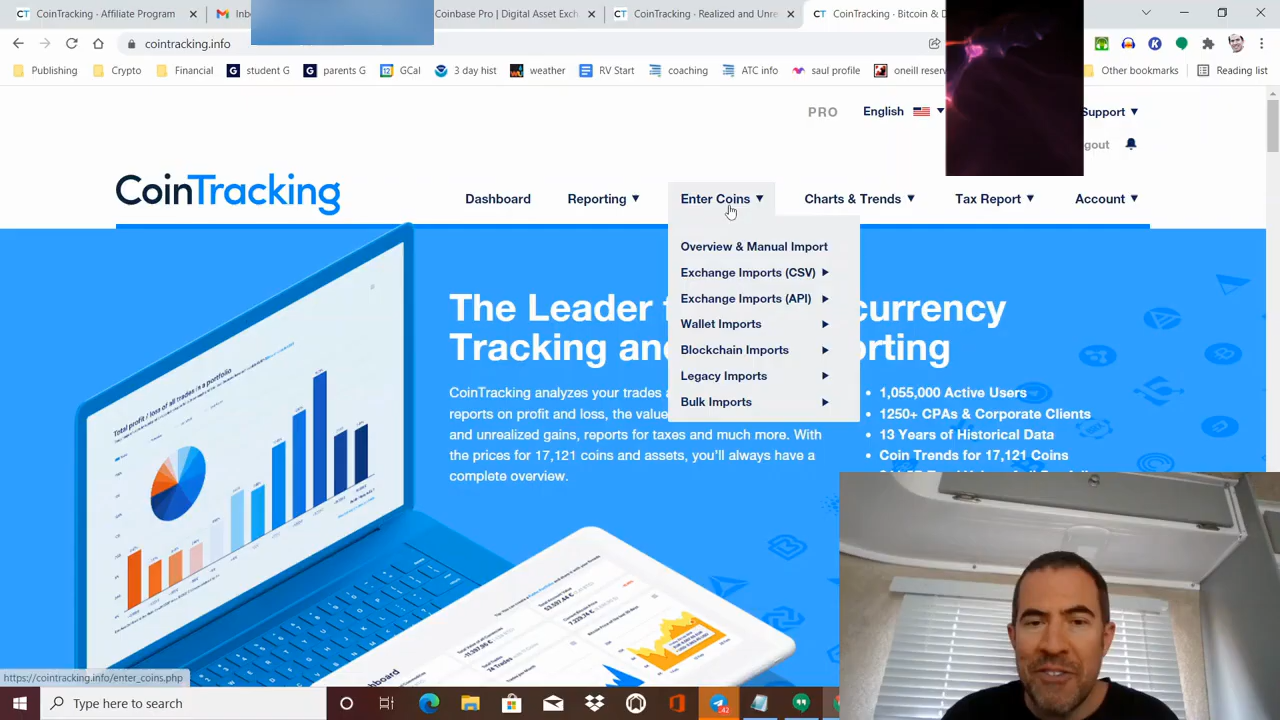 CoinTracking - Affiliate Program
Coinbase Pro | Digital Asset Exch
CoinTracking · Realized and Unre
CoinTracking · Bitcoin & D
cointracking.info
Publishing
Crypto
Financial
student G
parents G
GCal
3 day hist
weather
RV Start
coaching
ATC info
saul profile
oneill reserv
Other bookmarks
Reading list
PRO
English
Support ▼
gout
CoinTracking
Dashboard
Reporting ▼
Enter Coins ▼
Charts & Trends ▼
Tax Report ▼
Account ▼
Overview & Manual Import
Exchange Imports (CSV)
Exchange Imports (API)
Wallet Imports
Blockchain Imports
Legacy Imports
Bulk Imports
The Leader f currency
Tracking and orting
CoinTracking analyzes your trades a
reports on profit and loss, the value
and unrealized gains, reports for taxes and much more. With
the prices for 17,121 coins and assets, you'll always have a
complete overview.
• 1,055,000 Active Users
• 1250+ CPAs & Corporate Clients
• 13 Years of Historical Data
• Coin Trends for 17,121 Coins
Total profit / loss of all trades in a portfolio
https://cointracking.info/enter_coins.php
Type here to search